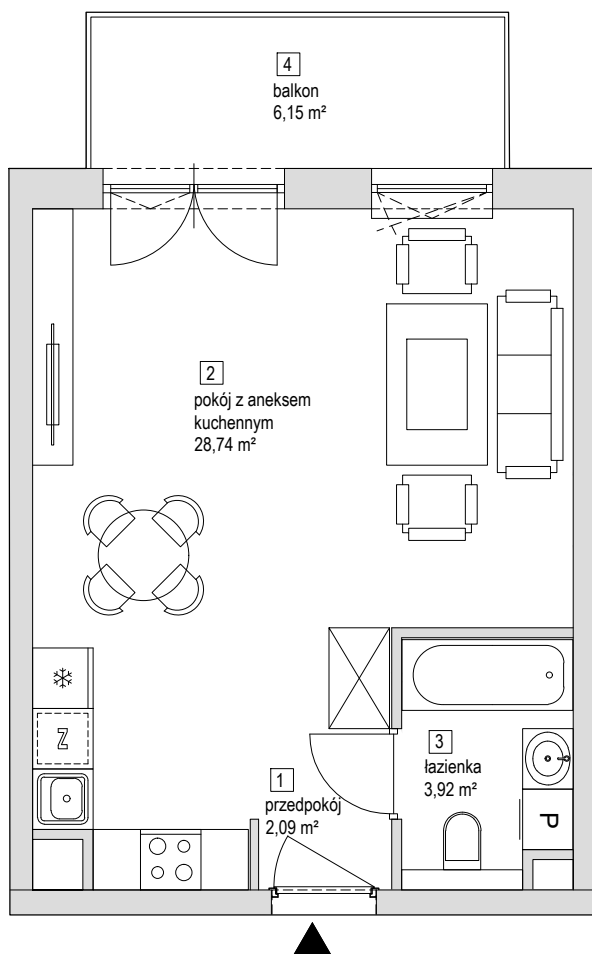 4
balkon
6,15 m²
2
pokój z aneksem
kuchennym
28,74 m²
Z
3
łazienka
3,92 m²
1
przedpokój
2,09 m²
P